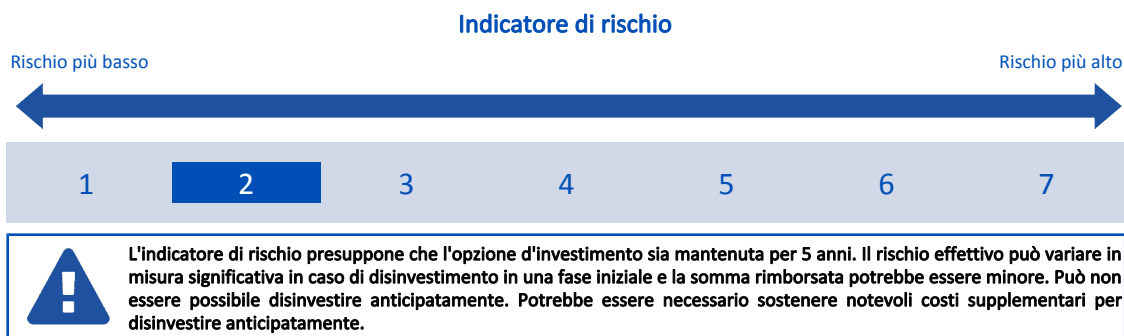 Indicatore di rischio
Rischio più basso
Rischio più alto
1 2 3 4 5 6 7
L'indicatore di rischio presuppone che l'opzione d'investimento sia mantenuta per 5 anni. Il rischio effettivo può variare in
misura significativa in caso di disinvestimento in una fase iniziale e la somma rimborsata potrebbe essere minore. Può non
essere possibile disinvestire anticipatamente. Potrebbe essere necessario sostenere notevoli costi supplementari per
disinvestire anticipatamente.